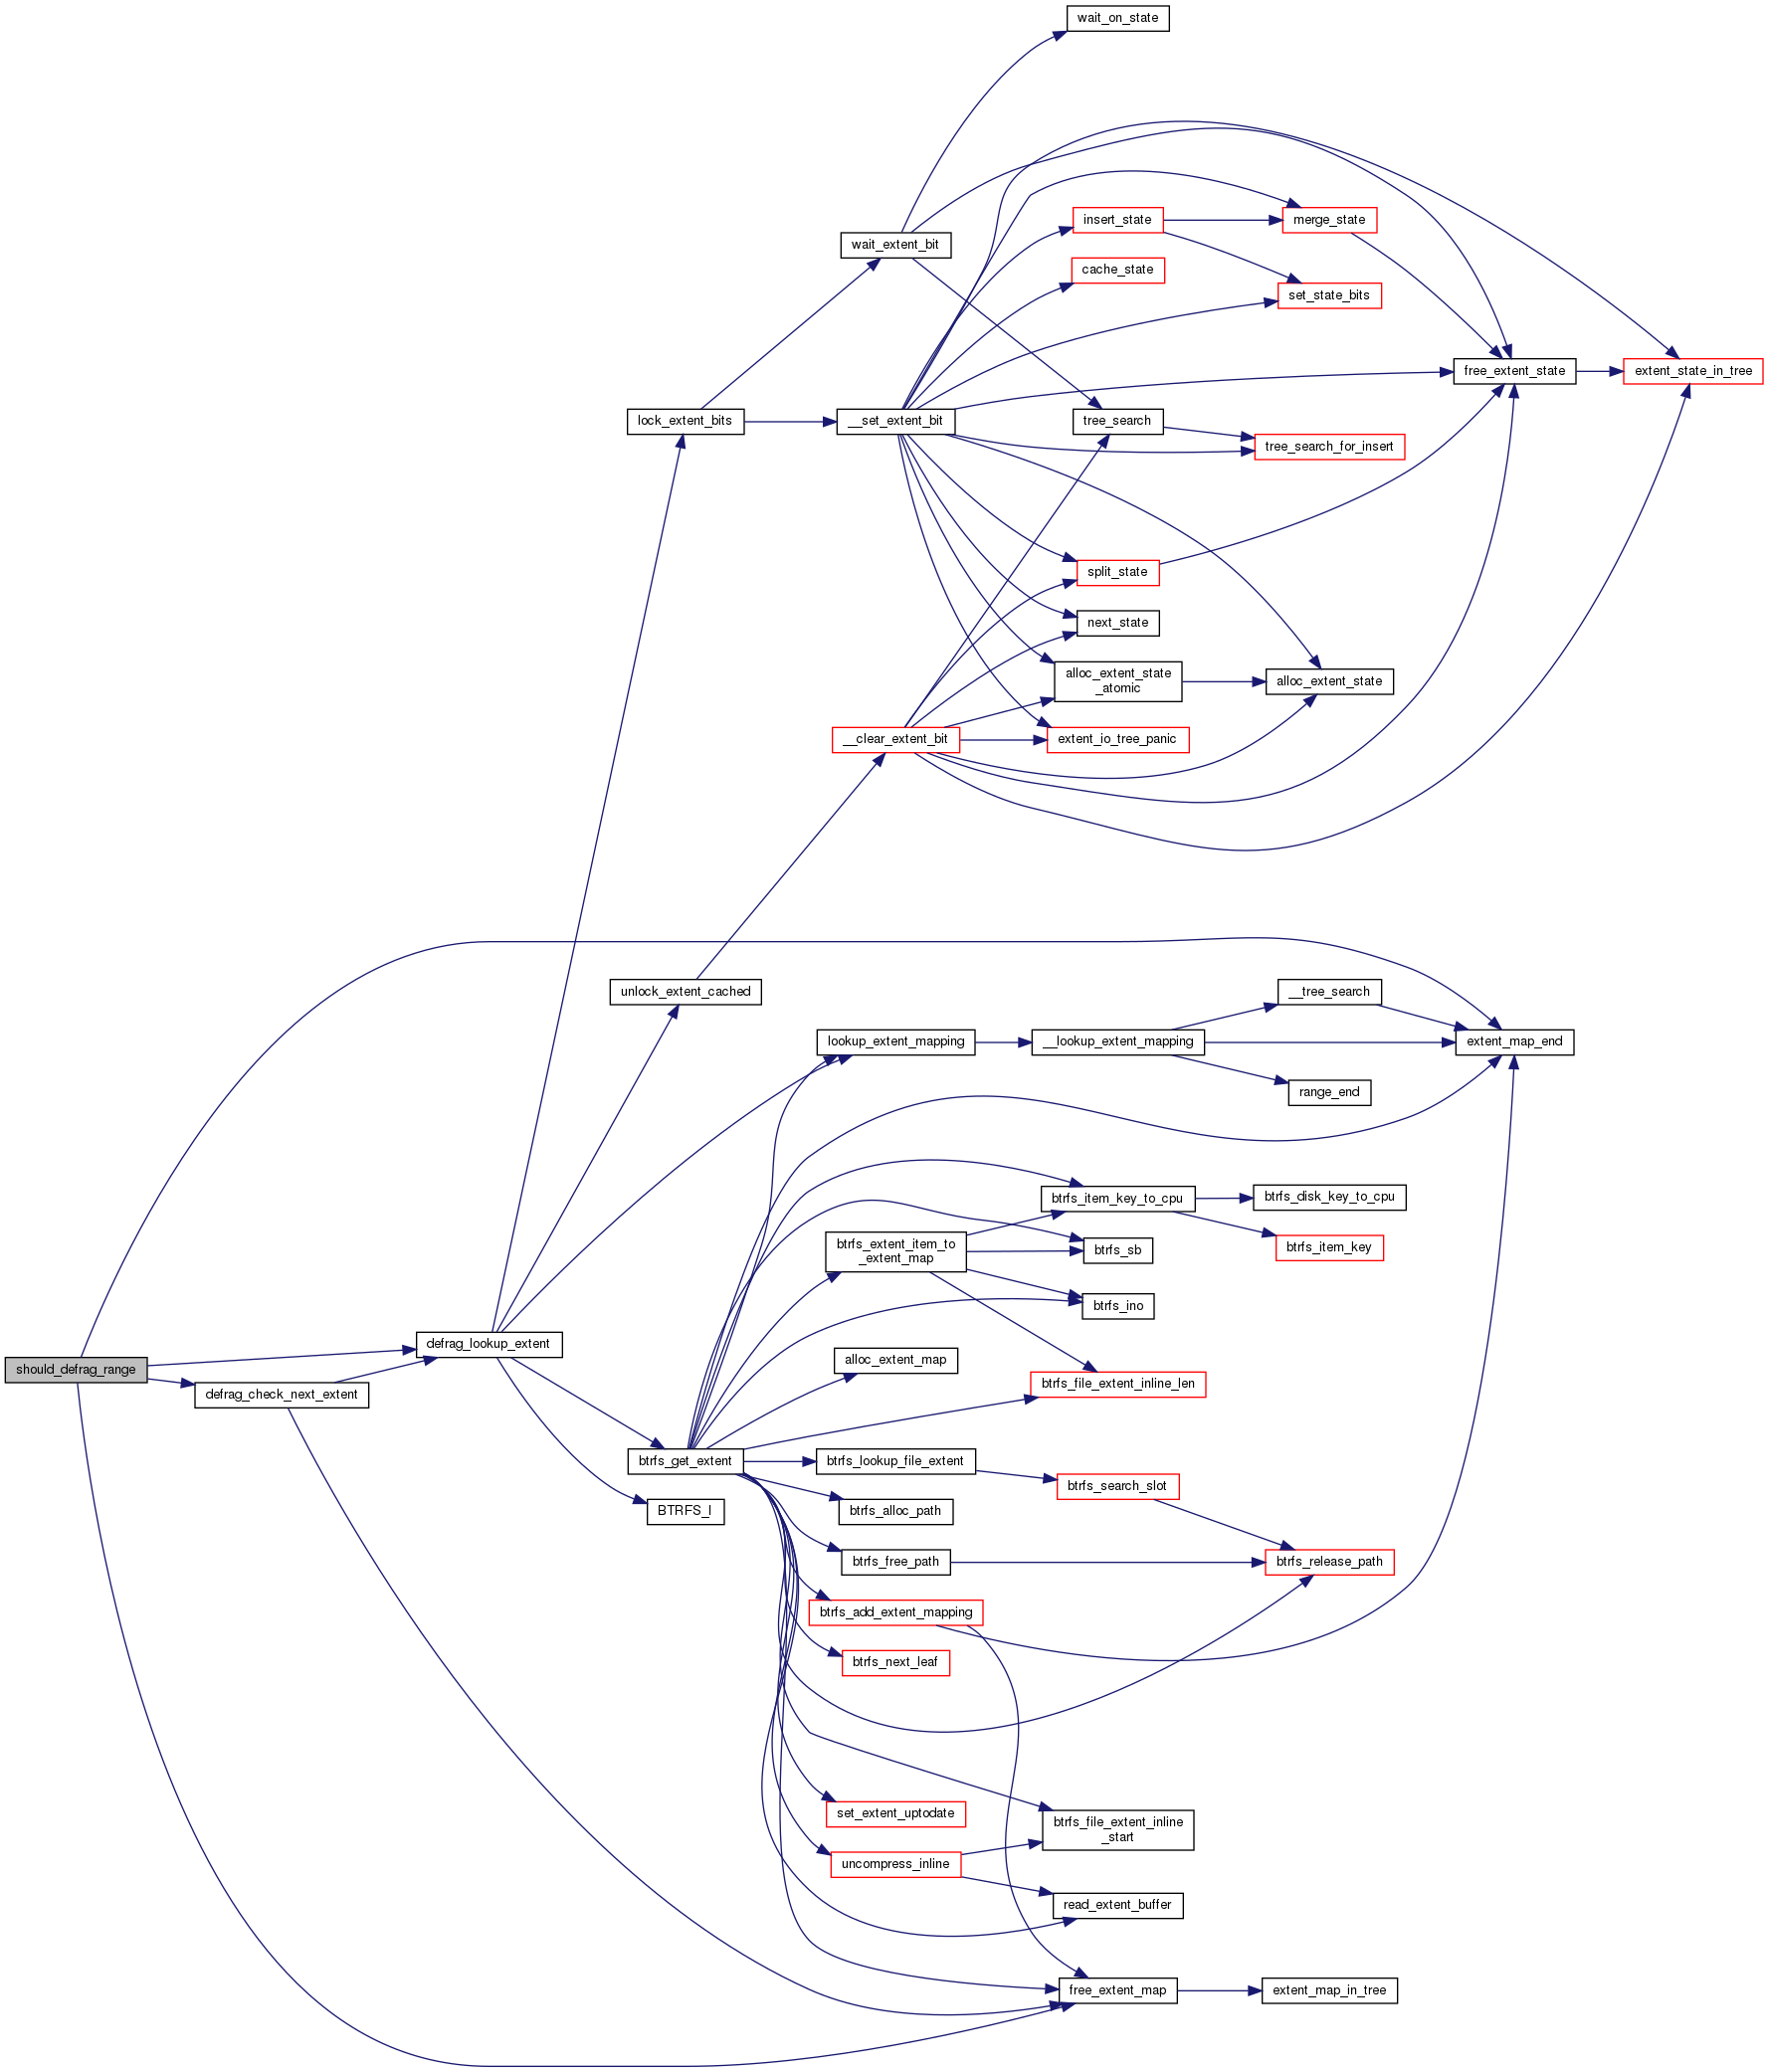 wait_on_state
insert_state
merge_state
wait_extent_bit
cache_state
set_state_bits
free_extent_state
extent_state_in_tree
lock_extent_bits
__set_extent_bit
tree_search
tree_search_for_insert
split_state
next_state
alloc_extent_state
_atomic
alloc_extent_state
__clear_extent_bit
extent_io_tree_panic
unlock_extent_cached
__tree_search
lookup_extent_mapping
__lookup_extent_mapping
extent_map_end
range_end
btrfs_item_key_to_cpu
btrfs_disk_key_to_cpu
btrfs_extent_item_to
_extent_map
btrfs_sb
btrfs_item_key
btrfs_ino
defrag_lookup_extent
should_defrag_range
alloc_extent_map
defrag_check_next_extent
btrfs_file_extent_inline_len
btrfs_get_extent
btrfs_lookup_file_extent
btrfs_search_slot
BTRFS_I
btrfs_alloc_path
btrfs_free_path
btrfs_release_path
btrfs_add_extent_mapping
btrfs_next_leaf
set_extent_uptodate
btrfs_file_extent_inline
_start
uncompress_inline
read_extent_buffer
free_extent_map
extent_map_in_tree